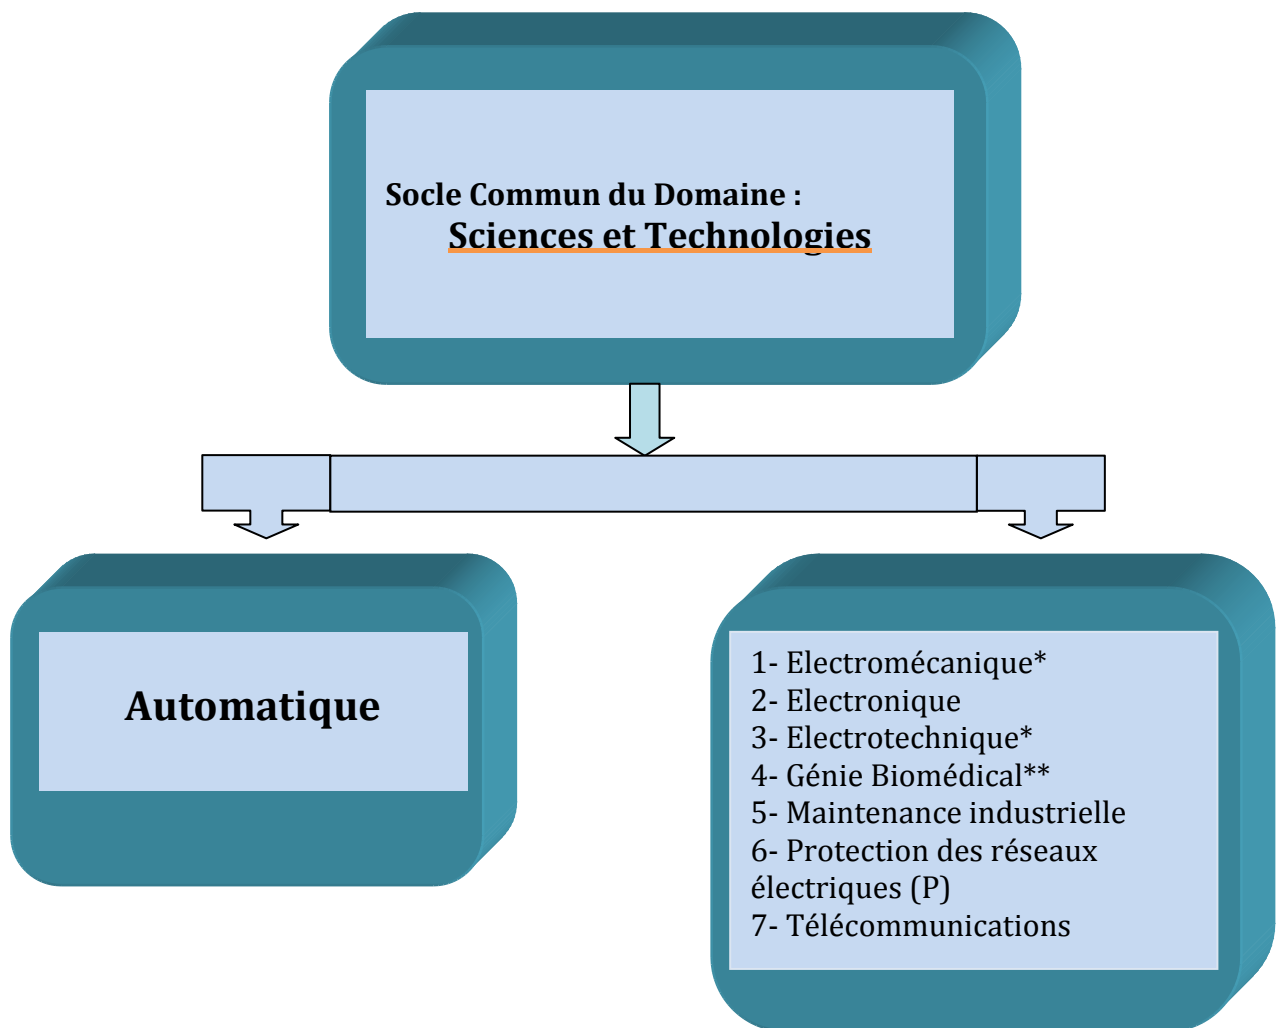 Socle Commun du Domaine :
Sciences et Technologies
Automatique
1- Electromécanique*
2- Electronique
3- Electrotechnique*
4- Génie Biomédical**
5- Maintenance industrielle
6- Protection des réseaux
électriques (P)
7- Télécommunications